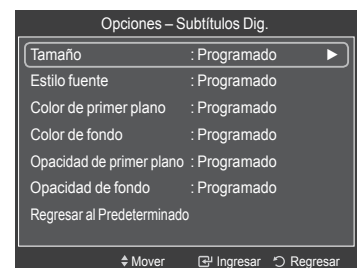 Opciones – Subtítulos Dig.
Tamaño : Programado ►
Estilo fuente : Programado
Color de primer plano : Programado
Color de fondo : Programado
Opacidad de primer plano : Programado
Opacidad de fondo : Programado
Regresar al Predeterminado
Mover Ingresar Regresar